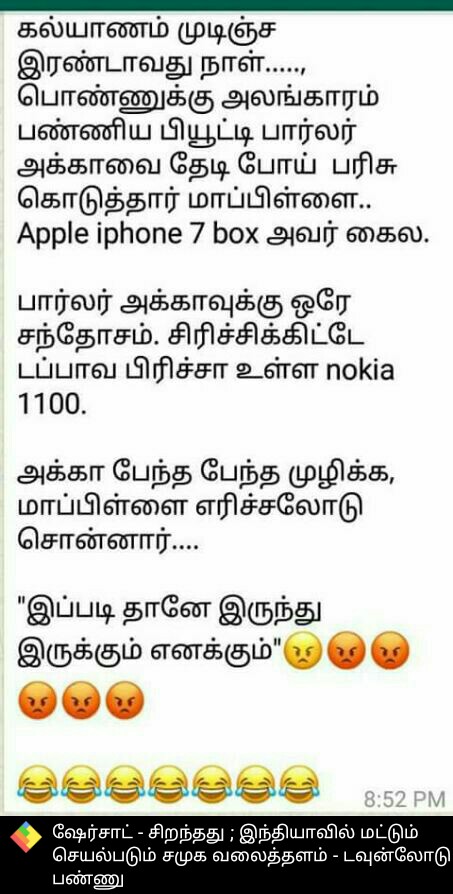 கல்யாணம் முடிஞ்ச
இரண்டாவது நாள்.....,
பொண்ணுக்கு அலங்காரம்
பண்ணிய பியூட்டி பார்லர்
அக்காவை தேடி போய் பரிசு
கொடுத்தார் மாப்பிள்ளை..
Apple iphone 7 box அவர் கைல.
பார்லர் அக்காவுக்கு ஒரே
சந்தோசம். சிரிச்சிக்கிட்டே
டப்பாவ பிரிச்சா உள்ள nokia
1100.
அக்கா பேந்த பேந்த முழிக்க,
மாப்பிள்ளை எரிச்சலோடு
சொன்னார்....
"இப்படி தானே இருந்து
இருக்கும் எனக்கும்"😠😡😡
😡😡😡
😂😂😂😂😂😂😂
8:52 PM
ஷேர்சாட் - சிறந்தது ; இந்தியாவில் மட்டும்
செயல்படும் சமுக வலைத்தளம் - டவுன்லோடு
பண்ணு